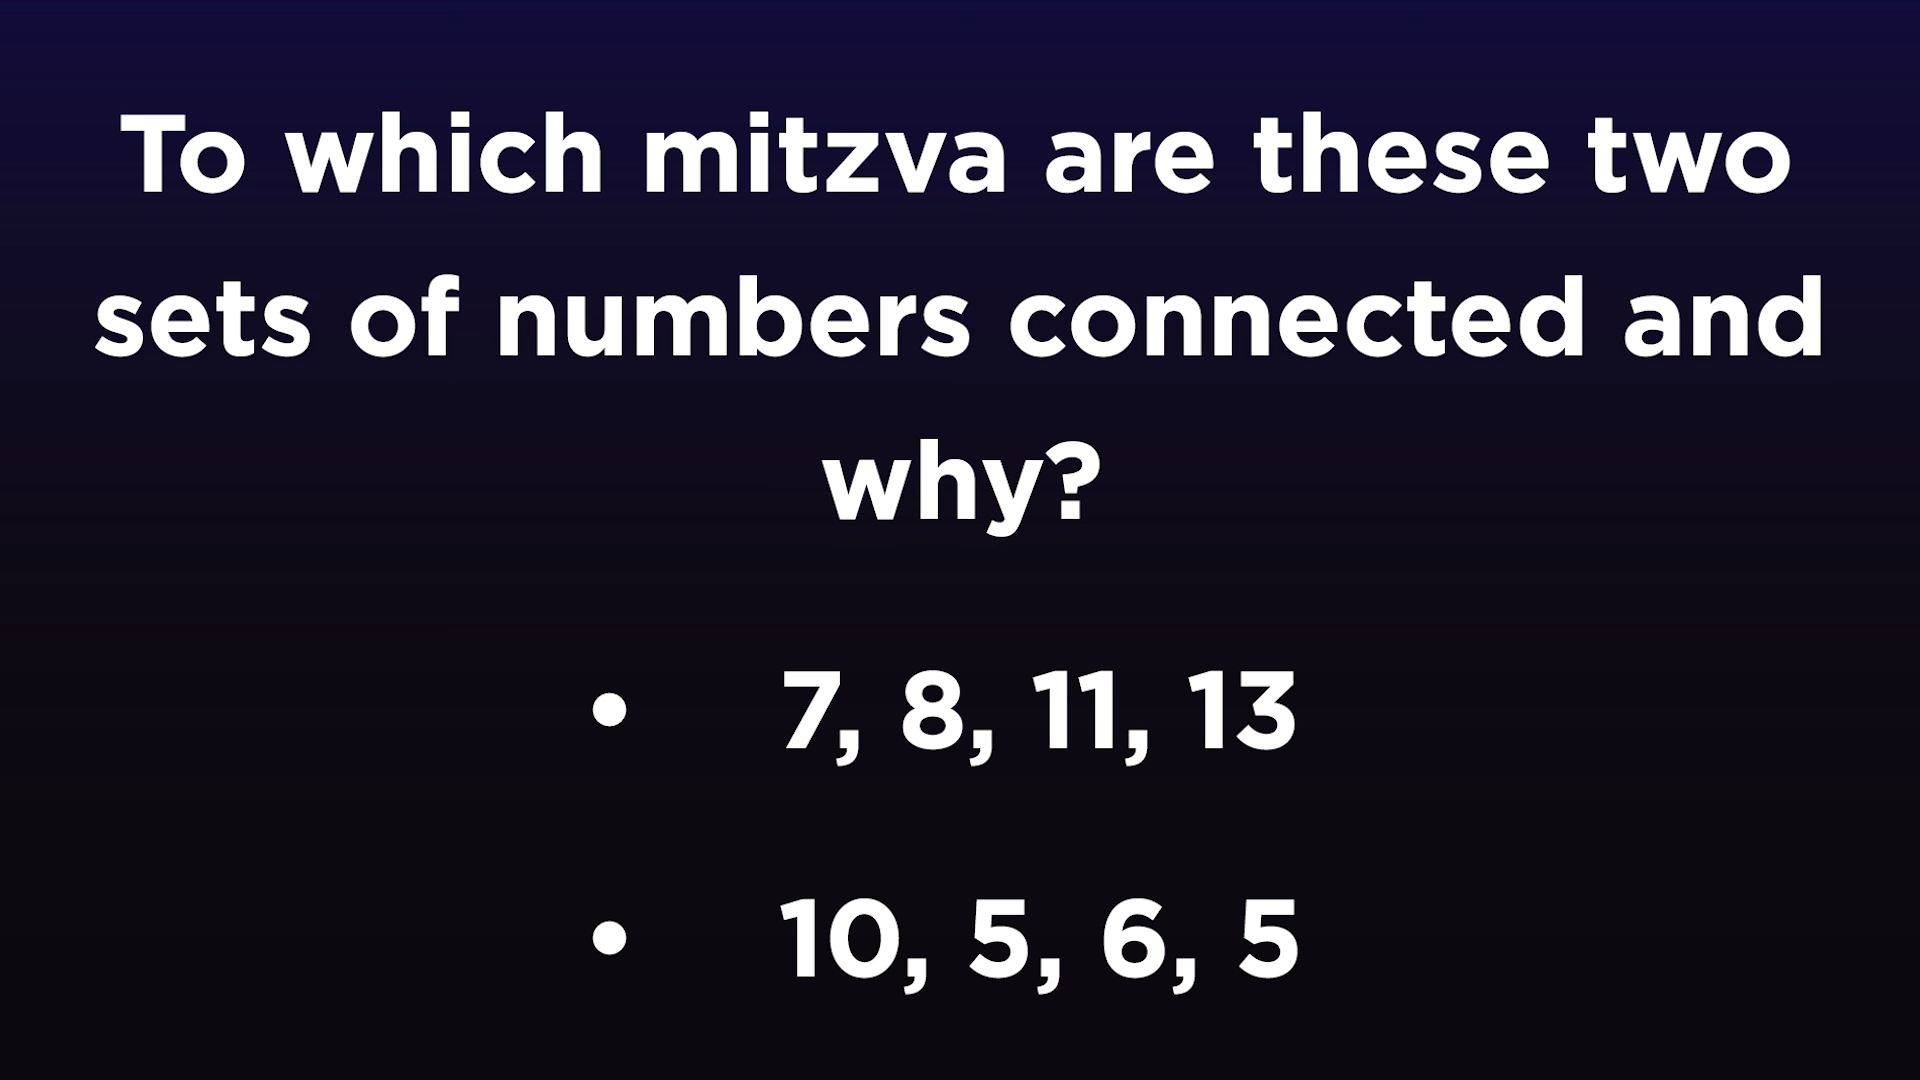 To which mitzva are these two
sets of numbers connected and
why?
• 7, 8, 11, 13
• 10, 5, 6, 5